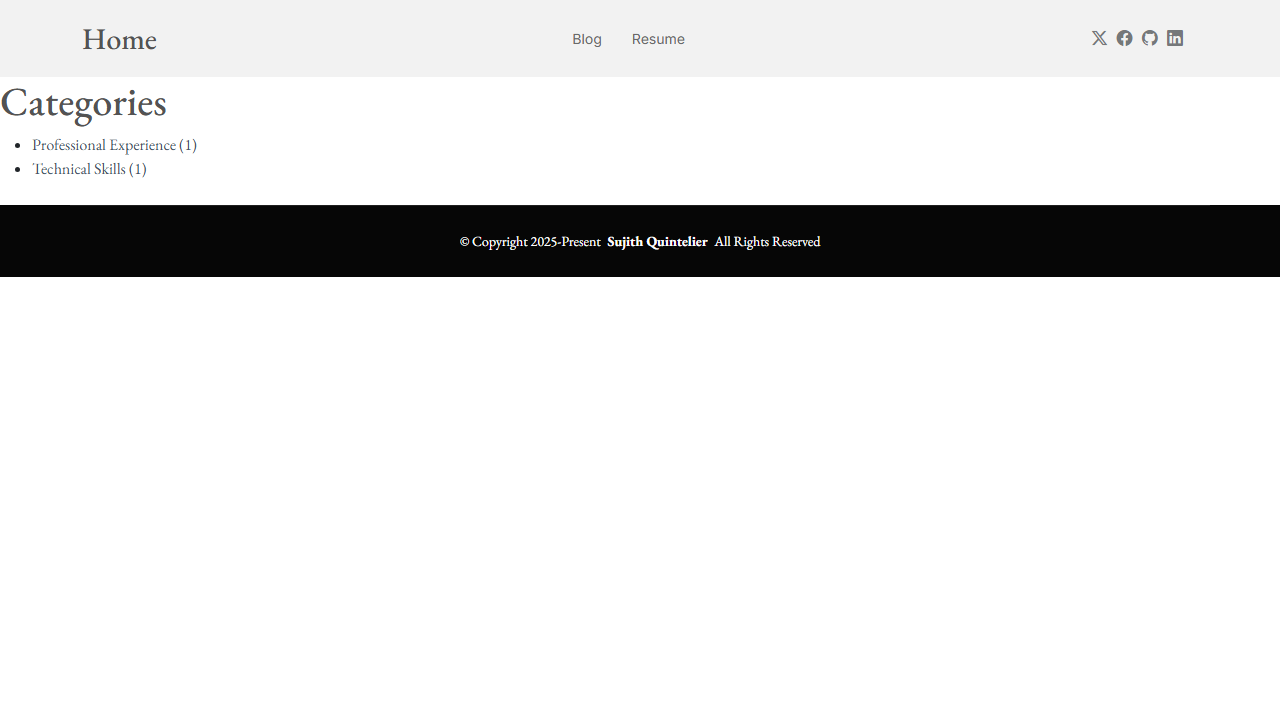 Home Blog Resume
Categories
Professional Experience (1)
Technical Skills (1)
© Copyright 2025-Present Sujith Quintelier All Rights Reserved